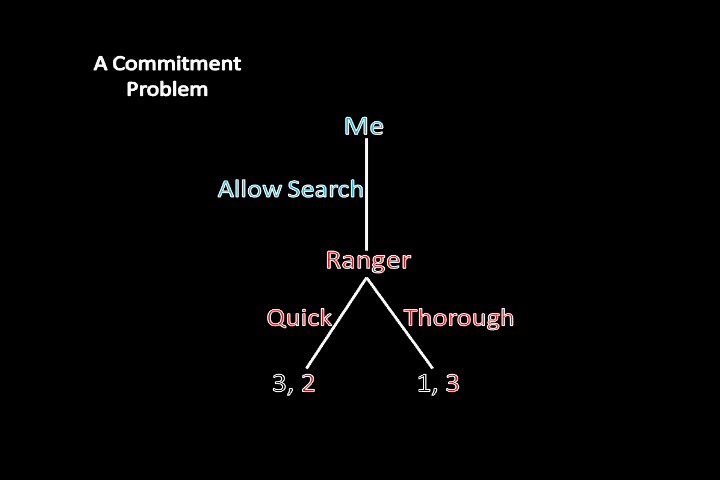 A Commitment
Problem
Me
Allow Search
Ranger
Quick
Thorough
3, 2
1, 3